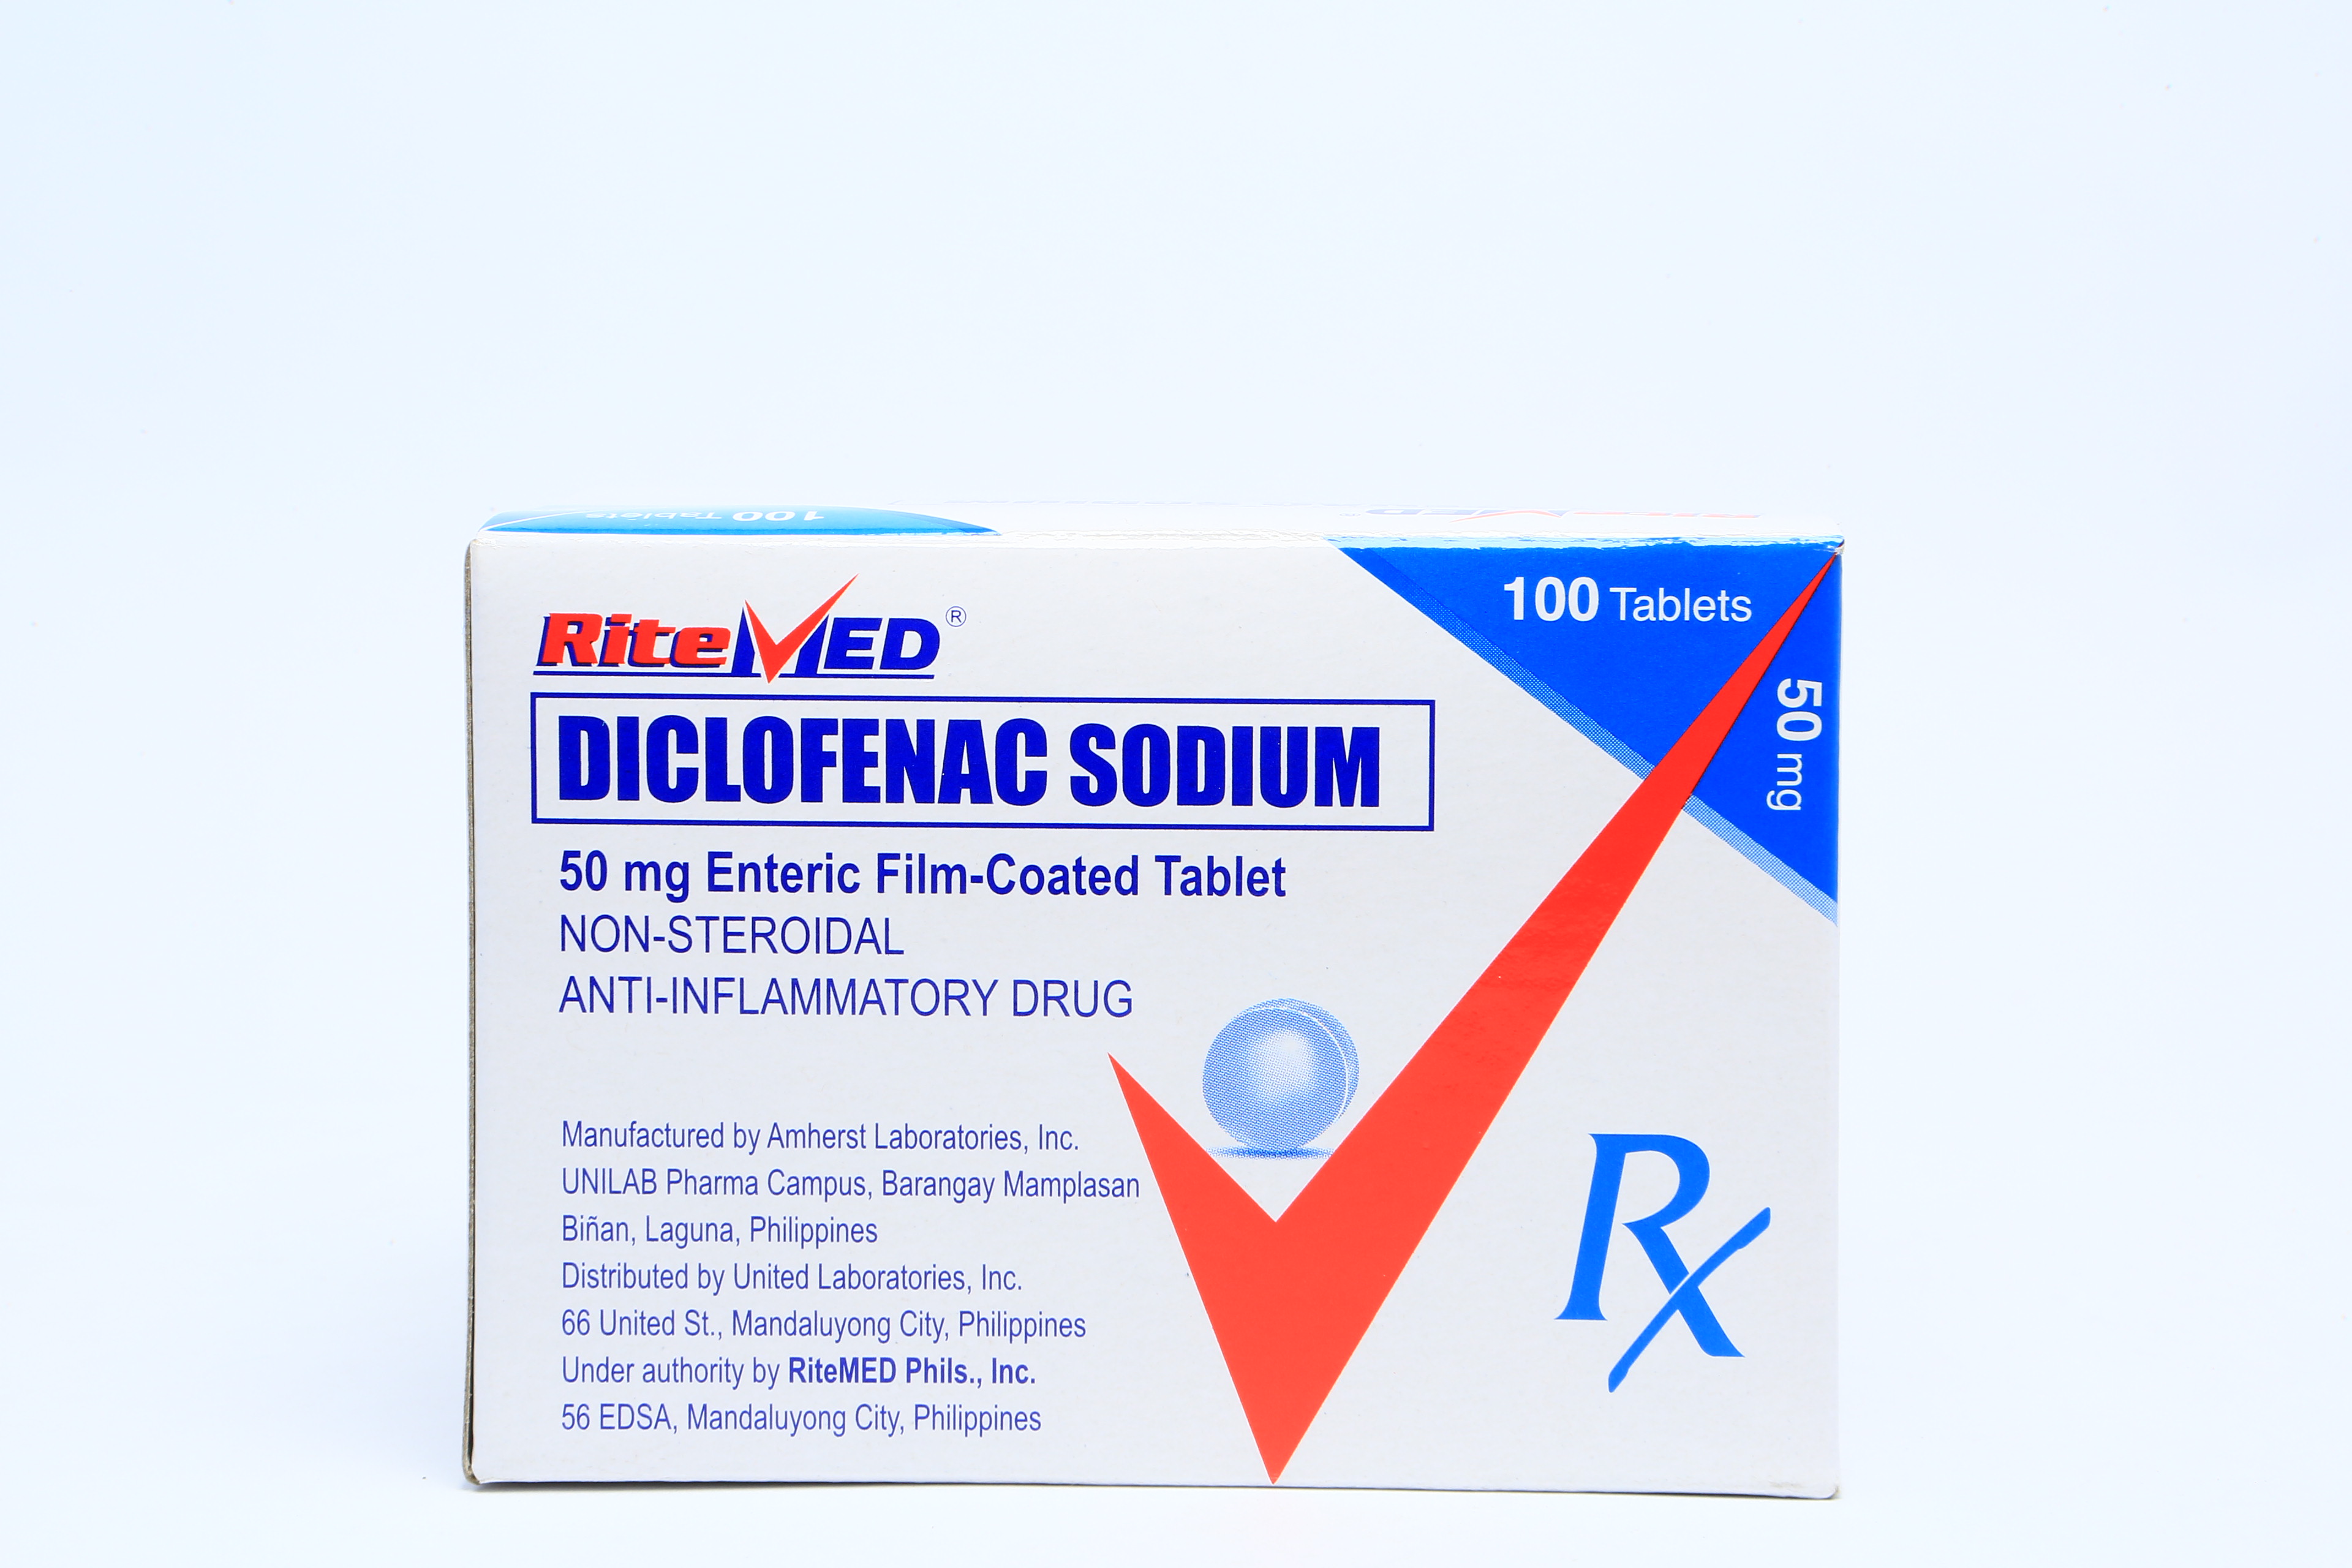 100 Tablets
RiteMED®
100 Tablets
50 mg
DICLOFENAC SODIUM
50 mg Enteric Film-Coated Tablet
NON-STEROIDAL
ANTI-INFLAMMATORY DRUG
Manufactured by Amherst Laboratories, Inc.
UNILAB Pharma Campus, Barangay Mamplasan
Biñan, Laguna, Philippines
Distributed by United Laboratories, Inc.
66 United St., Mandaluyong City, Philippines
Under authority by RiteMED Phils., Inc.
56 EDSA, Mandaluyong City, Philippines
Rx